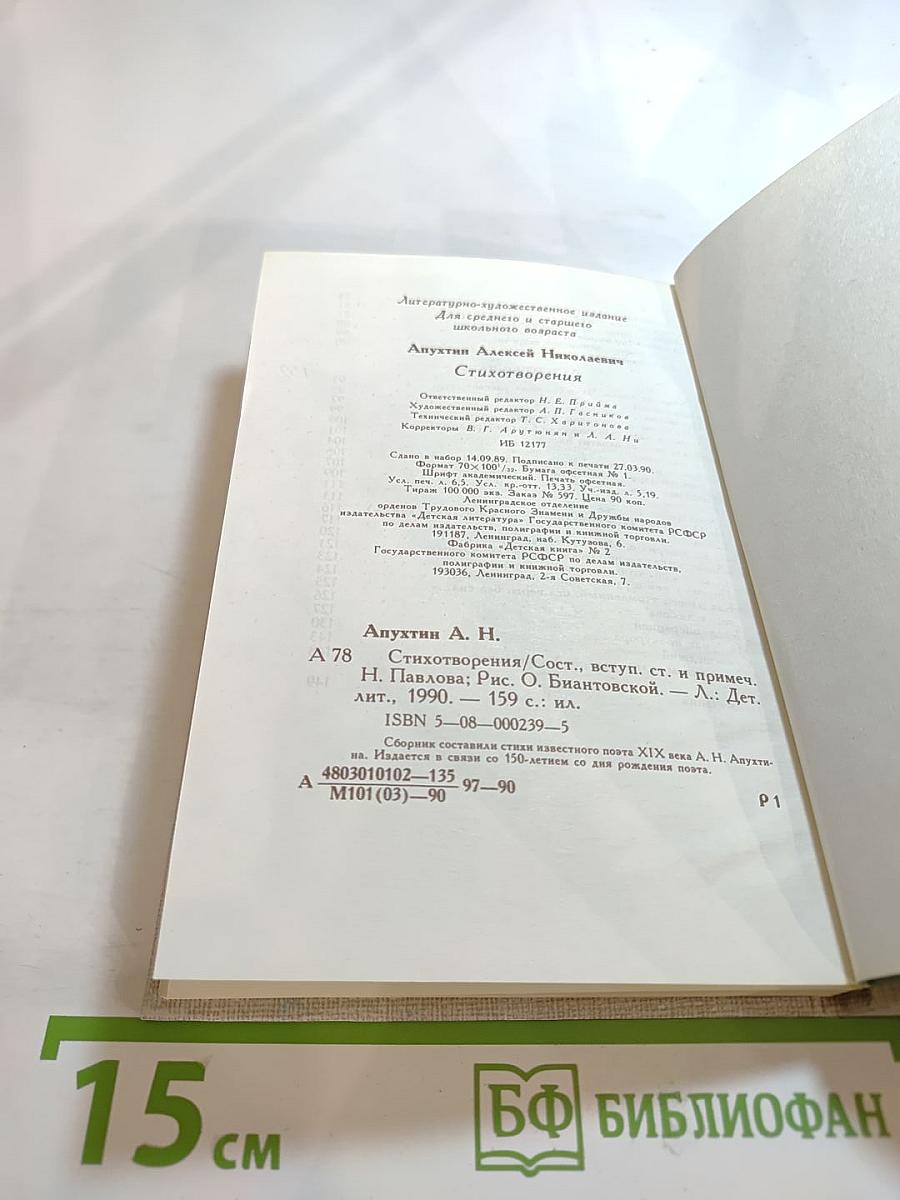 Литературно-художественное издание
Для среднего и старшего
школьного возраста
Апухтин Алексей Николаевич
Стихотворения
Ответственный редактор Н. Е. Прийма
Художественный редактор А. П. Гасников
Технический редактор Т. С. Харитонова
Корректоры В. Г. Арутюнян и Л. А. Ни
ИБ 12177
Сдано в набор 14.09.89. Подписано к печати 27.03.90.
Формат 70×100¹/₃₂. Бумага офсетная № 1.
Шрифт академический. Печать офсетная.
Усл. печ. л. 6,5. Усл. кр.-отт. 13,33. Уч.-изд. л. 5,19.
Тираж 100 000 экз. Заказ № 597. Цена 90 коп.
Ленинградское отделение
орденов Трудового Красного Знамени и Дружбы народов
издательства «Детская литература» Государственного комитета РСФСР
по делам издательств, полиграфии и книжной торговли.
191187, Ленинград, наб. Кутузова, 6.
Фабрика «Детская книга» № 2
Государственного комитета РСФСР по делам издательств,
полиграфии и книжной торговли.
193036, Ленинград, 2-я Советская, 7.
Апухтин А. Н.
А 78 Стихотворения/Сост., вступ. ст. и примеч.
Н. Павлова; Рис. О. Биантовской. — Л.: Дет.
лит., 1990. — 159 с.: ил.
ISBN 5—08—000239—5
Сборник составили стихи известного поэта XIX века А. Н. Апухти-
на. Издается в связи со 150-летием со дня рождения поэта.
А 4803010102—135 97—90
М101(03)—90
Р 1
15 см
БФ БИБЛИОФАН